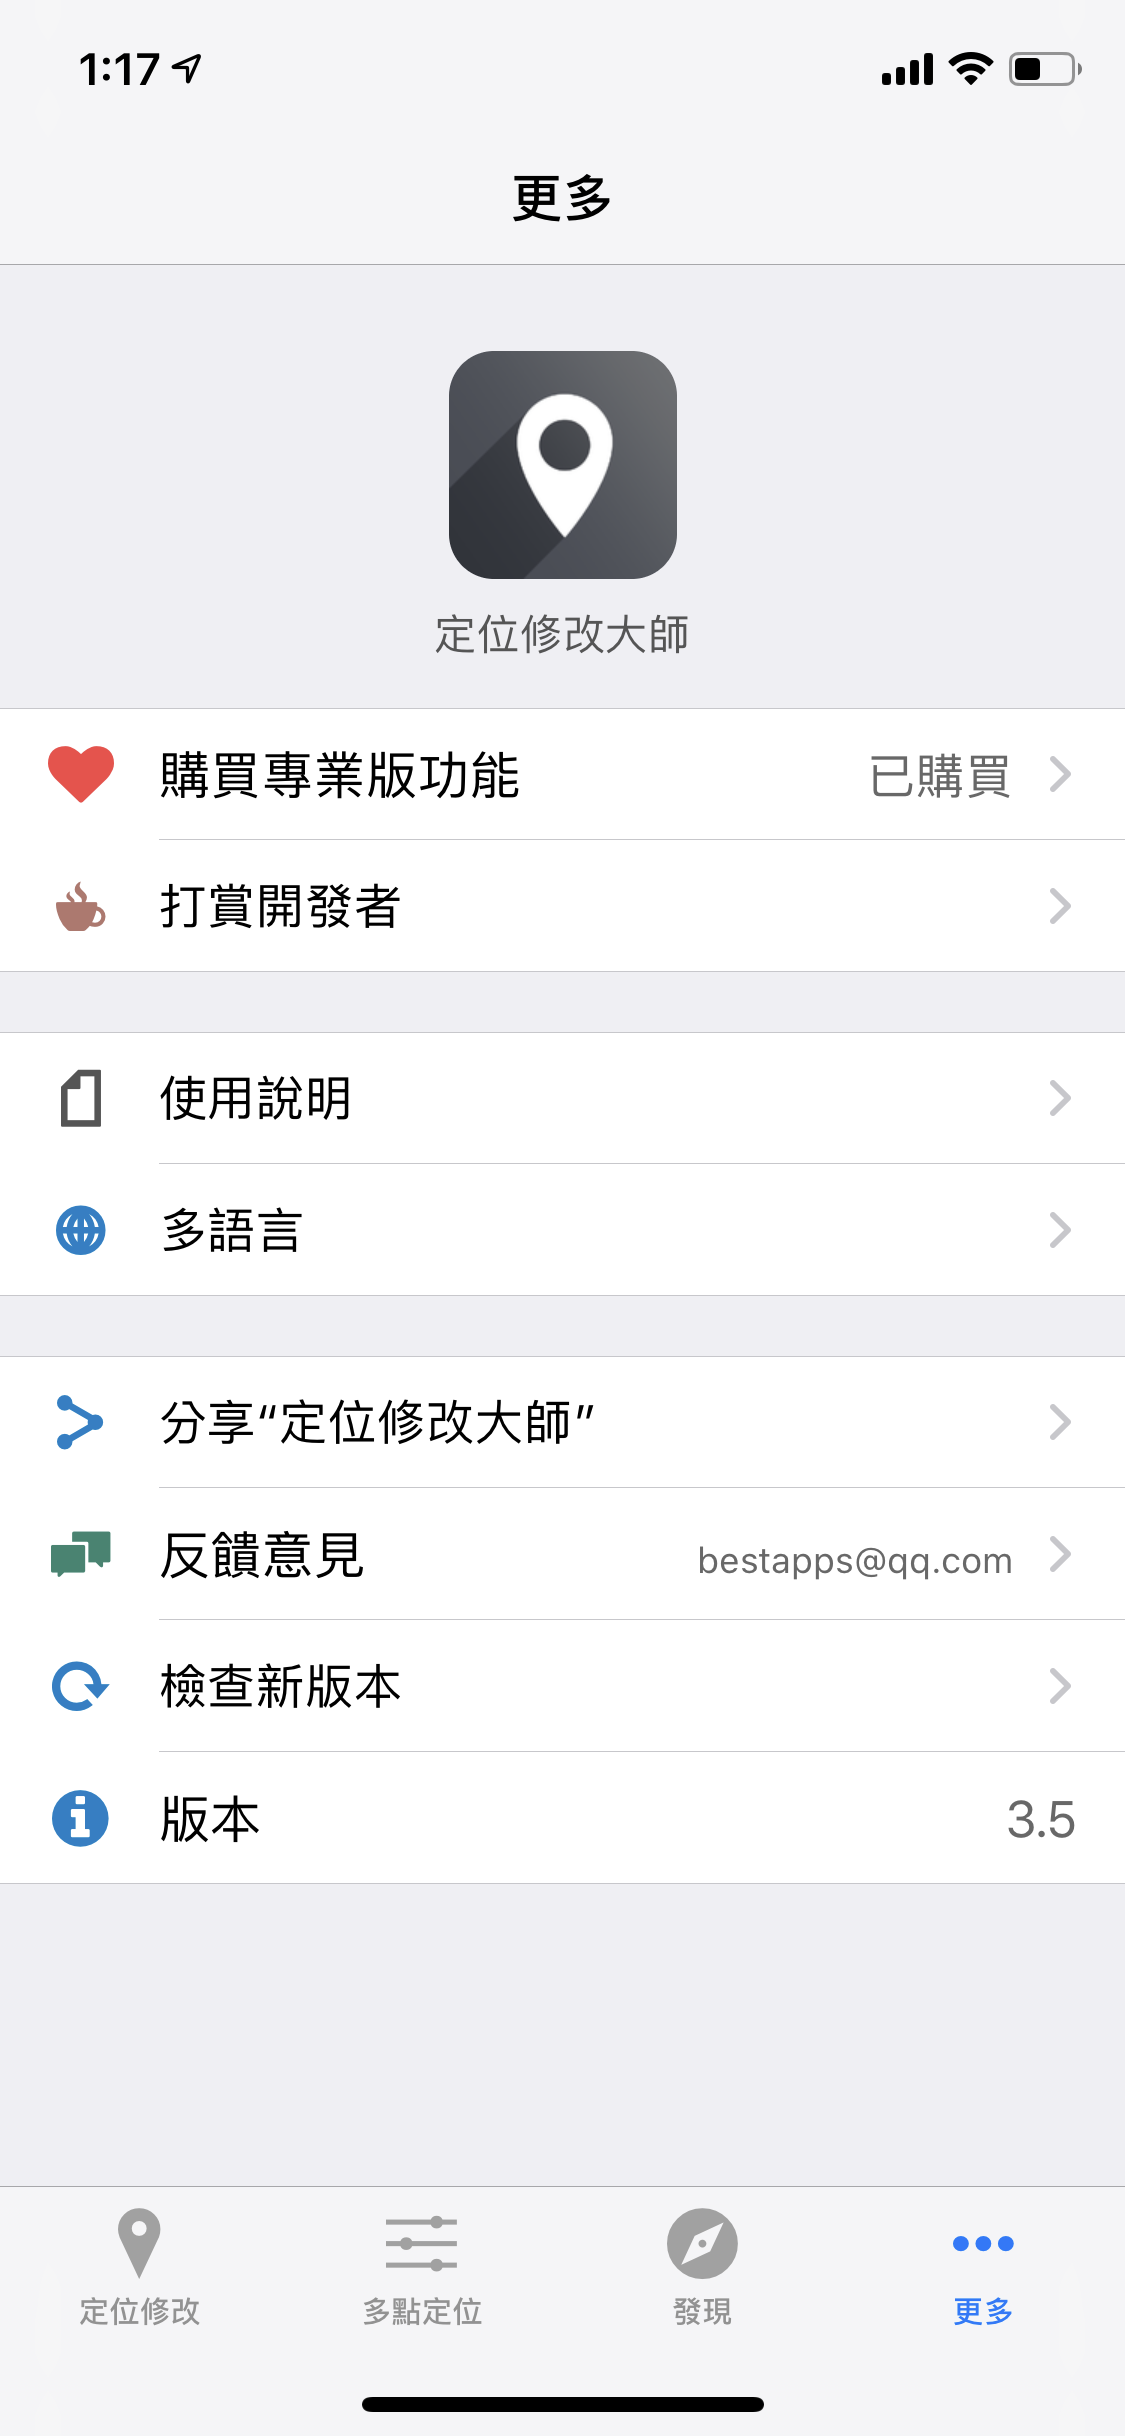 1:17
更多
定位修改大師
購買專業版功能 已購買
打賞開發者
使用說明
多語言
分享“定位修改大師”
反饋意見 bestapps@qq.com
檢查新版本
版本 3.5
定位修改 多點定位 發現 更多